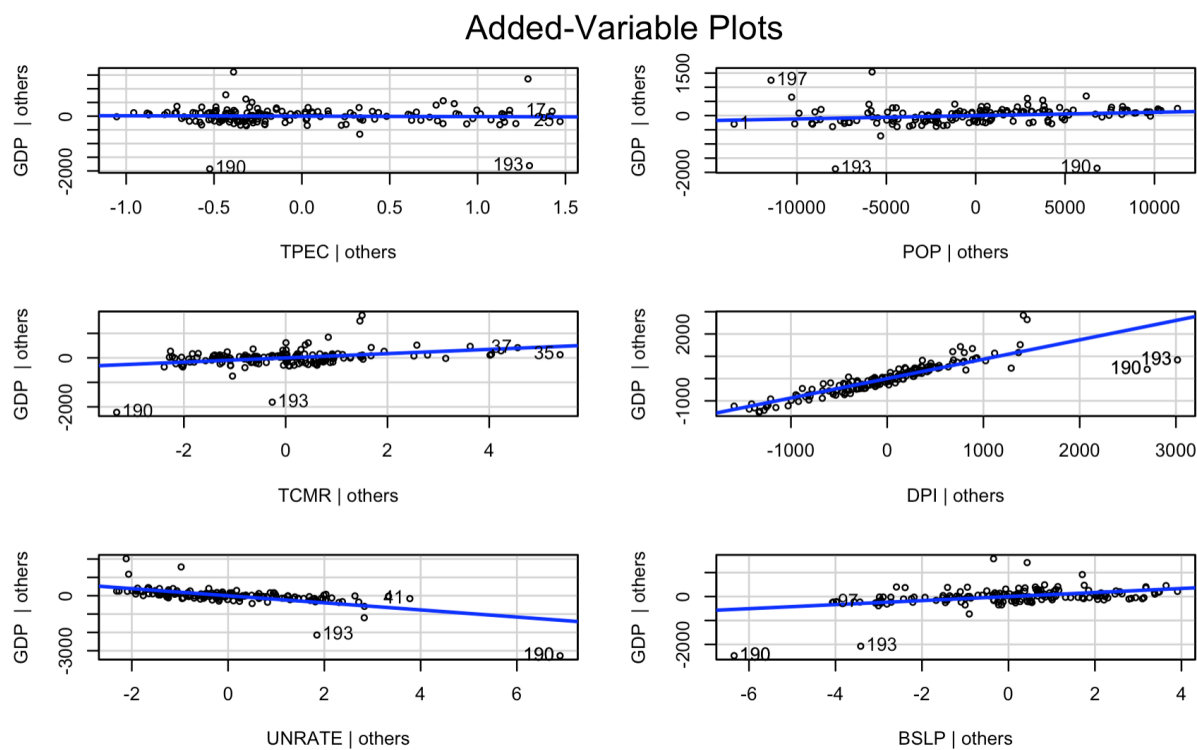 Added-Variable Plots
GDP | others
0
-2000
190
193
17
25
-1.0 -0.5 0.0 0.5 1.0 1.5
TPEC | others
GDP | others
1500
0
-2000
197
1
193
190
-10000 -5000 0 5000 10000
POP | others
GDP | others
0
-2000
190
193
37
35
-2 0 2 4
TCMR | others
GDP | others
2000
-1000
190
193
-1000 0 1000 2000 3000
DPI | others
GDP | others
0
-3000
41
193
190
-2 0 2 4 6
UNRATE | others
GDP | others
0
-2000
97
193
190
-6 -4 -2 0 2 4
BSLP | others